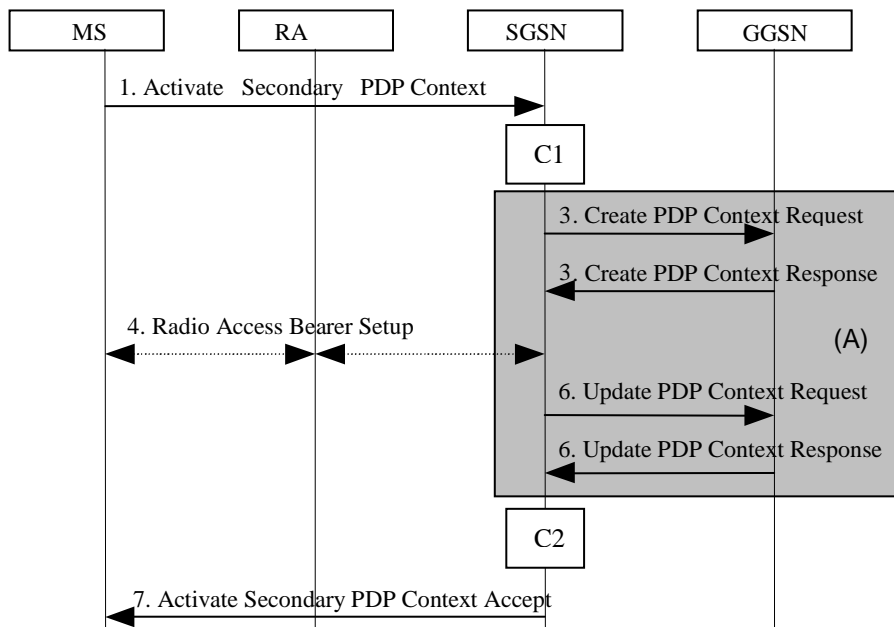 MS RA SGSN GGSN
1. Activate Secondary PDP Context
C1
3. Create PDP Context Request
3. Create PDP Context Response
4. Radio Access Bearer Setup
(A)
6. Update PDP Context Request
6. Update PDP Context Response
C2
7. Activate Secondary PDP Context Accept